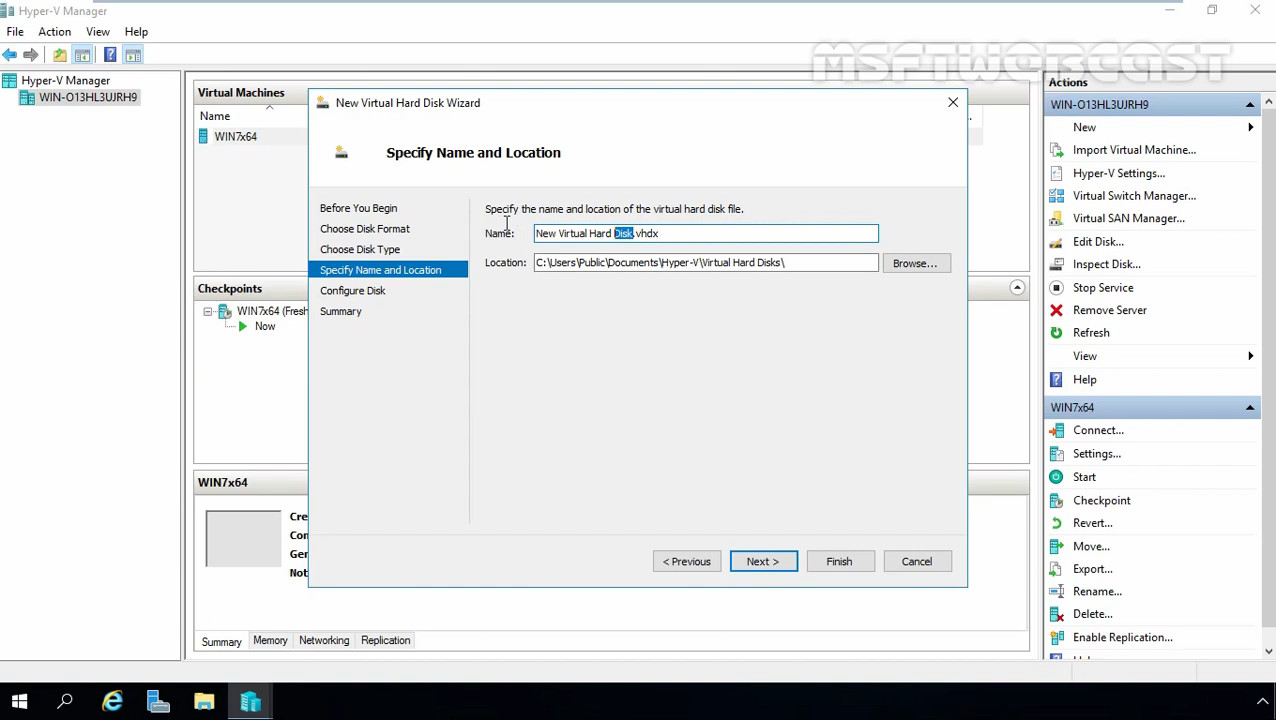 Hyper-V Manager
MSFTWEBCAST
File Action View Help
Hyper-V Manager
WIN-O13HL3UJRH9
Virtual Machines
Name
WIN7x64
Checkpoints
WIN7x64 (Fresh
Now
WIN7x64
Summary Memory Networking Replication
New Virtual Hard Disk Wizard
Specify Name and Location
Before You Begin
Choose Disk Format
Choose Disk Type
Specify Name and Location
Configure Disk
Summary
Specify the name and location of the virtual hard disk file.
Name: New Virtual Hard Disk.vhdx
Location: C:\Users\Public\Documents\Hyper-V\Virtual Hard Disks\ Browse...
< Previous Next > Finish Cancel
Actions
WIN-O13HL3UJRH9
New
Import Virtual Machine...
Hyper-V Settings...
Virtual Switch Manager...
Virtual SAN Manager...
Edit Disk...
Inspect Disk...
Stop Service
Remove Server
Refresh
View
Help
WIN7x64
Connect...
Settings...
Start
Checkpoint
Revert...
Move...
Export...
Rename...
Delete...
Enable Replication...